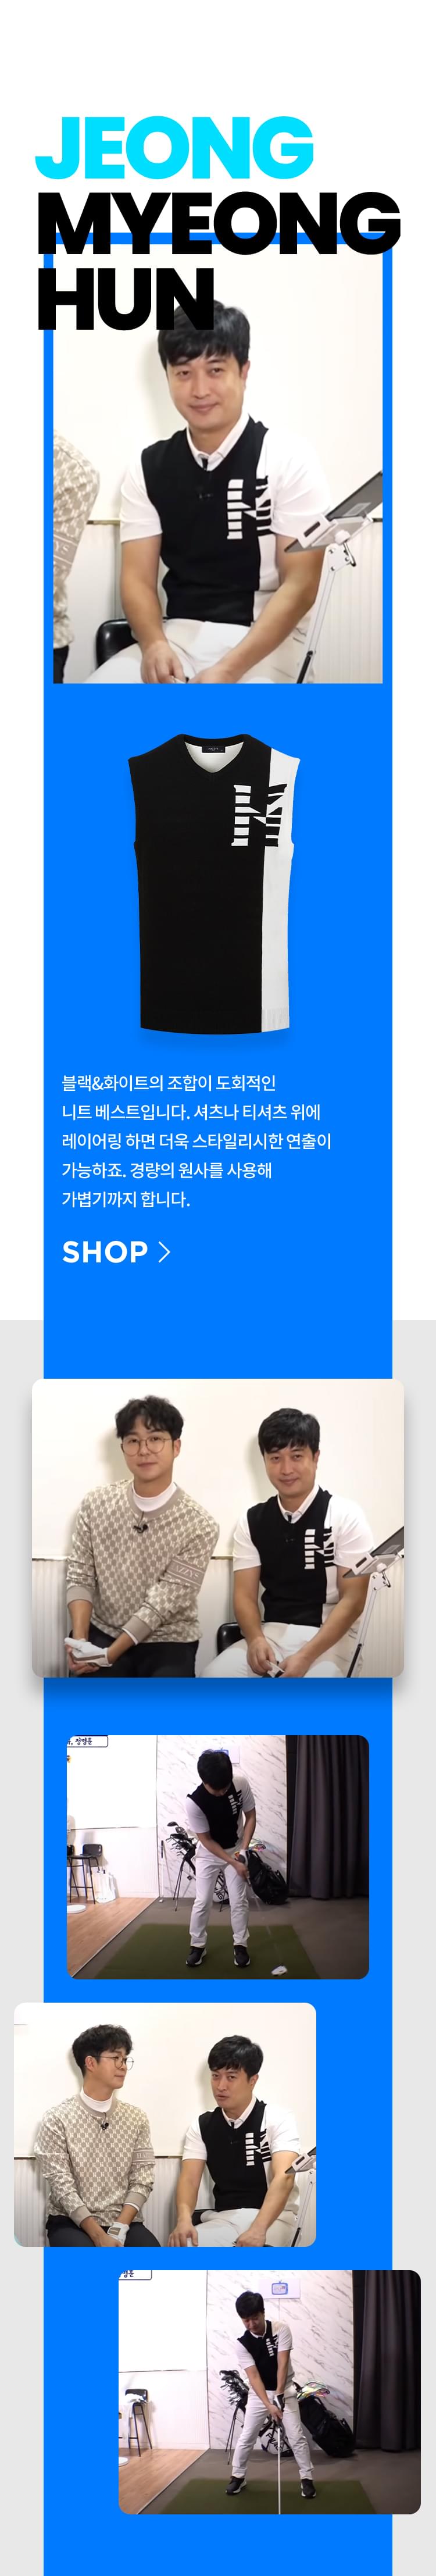 JEONG
MYEONG
HUN
블랙&화이트의 조합이 도회적인
니트 베스트입니다. 셔츠나 티셔츠 위에
레이어링 하면 더욱 스타일리시한 연출이
가능하죠. 경량의 원사를 사용해
가볍기까지 합니다.
SHOP >
정명훈